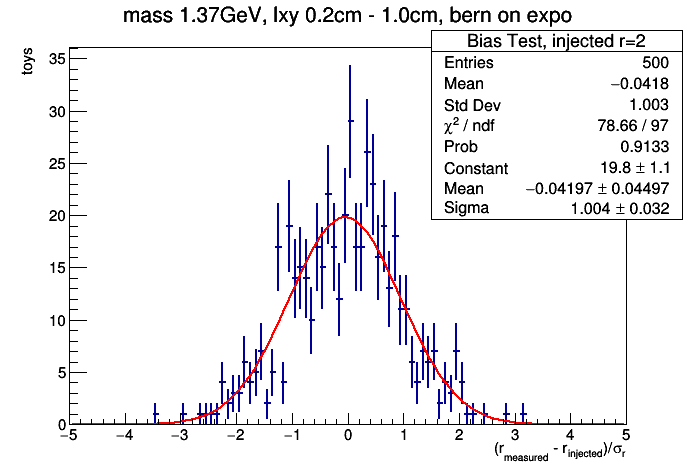 mass 1.37GeV, lxy 0.2cm - 1.0cm, bern on expo
toys
Bias Test, injected r=2
Entries 500
Mean −0.0418
Std Dev 1.003
χ² / ndf 78.66 / 97
Prob 0.9133
Constant 19.8 ± 1.1
Mean −0.04197 ± 0.04497
Sigma 1.004 ± 0.032
35
30
25
20
15
10
5
0
−5 −4 −3 −2 −1 0 1 2 3 4 5
(r_measured - r_injected)/σ_r